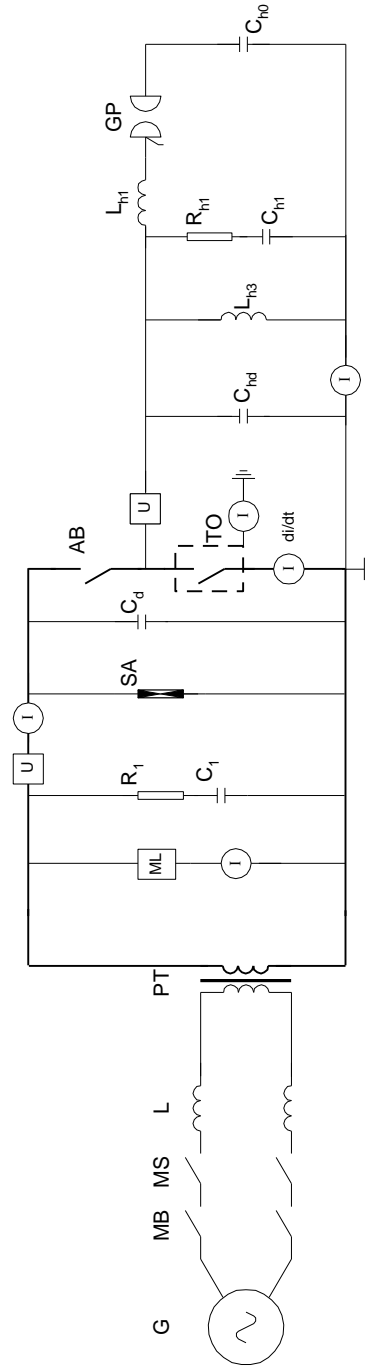 G
MB
MS
L
PT
ML
I
R1
C1
U
I
SA
Cd
AB
TO
I
di/dt
I
U
Chd
I
Lh3
Rh1
Ch1
Lh1
GP
Ch0